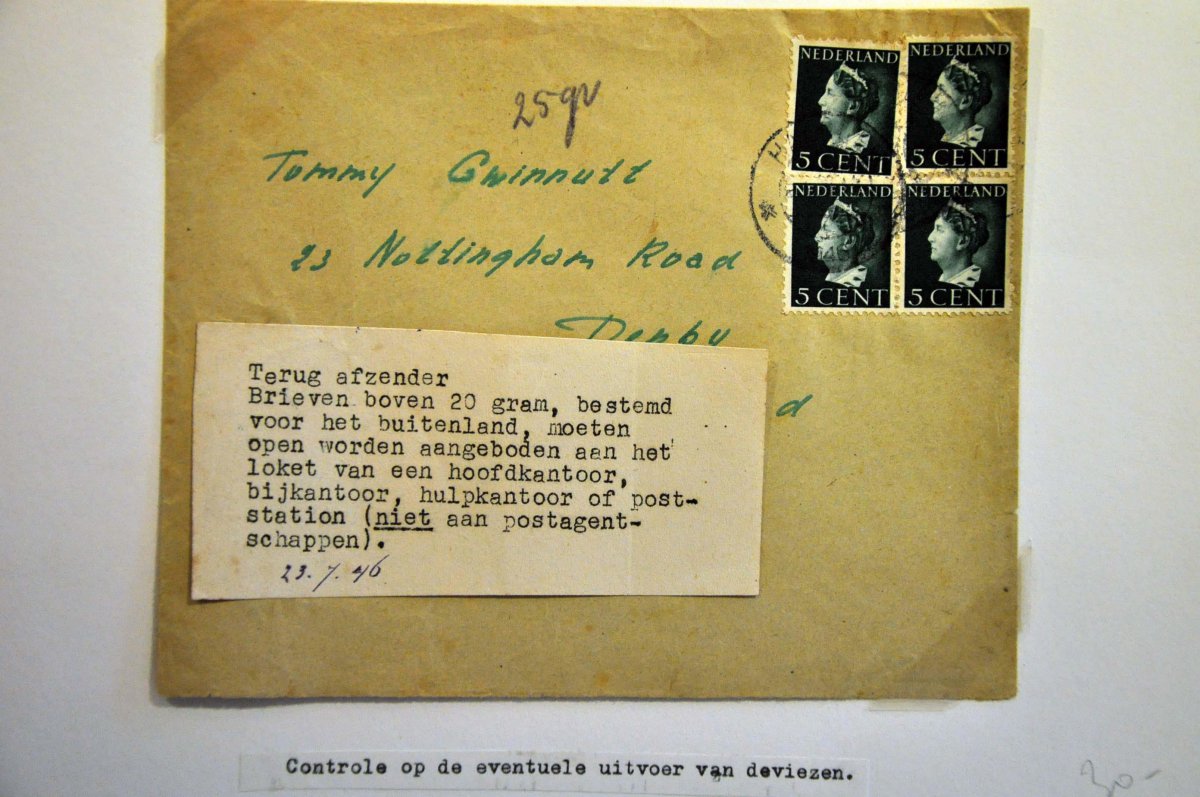 25gr
NEDERLAND
5 CENT
NEDERLAND
5 CENT
NEDERLAND
5 CENT
NEDERLAND
5 CENT
Tommy Gwinnutt
23 Nottingham Road
Derby
d
Terug afzender
Brieven boven 20 gram, bestemd
voor het buitenland, moeten
open worden aangeboden aan het
loket van een hoofdkantoor,
bijkantoor, hulpkantoor of post-
station (niet aan postagent-
schappen).
23.7.46
Controle op de eventuele uitvoer van deviezen.
30-